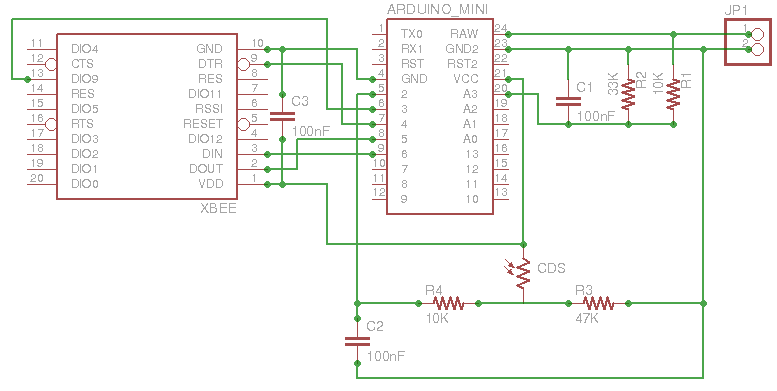 ARDUINO_MINI
JP1
1 TX0 RAW 24
2 RX1 GND2 23
3 RST RST2 22
4 GND VCC 21
5 2 A3 20
6 3 A2 19
7 4 A1 18
8 5 A0 17
9 6 13 16
10 7 12 15
11 8 11 14
12 9 10 13
1
2
11 DIO4 GND 10
12 CTS DTR 9
13 DIO9 RES 8
14 RES DIO11 7
15 DIO5 RSSI 6
16 RTS RESET 5
17 DIO3 DIO12 4
18 DIO2 DIN 3
19 DIO1 DOUT 2
20 DIO0 VDD 1
XBEE
C3
100nF
C1
100nF
33K
R2
10K
R1
CDS
R4
10K
R3
47K
C2
100nF